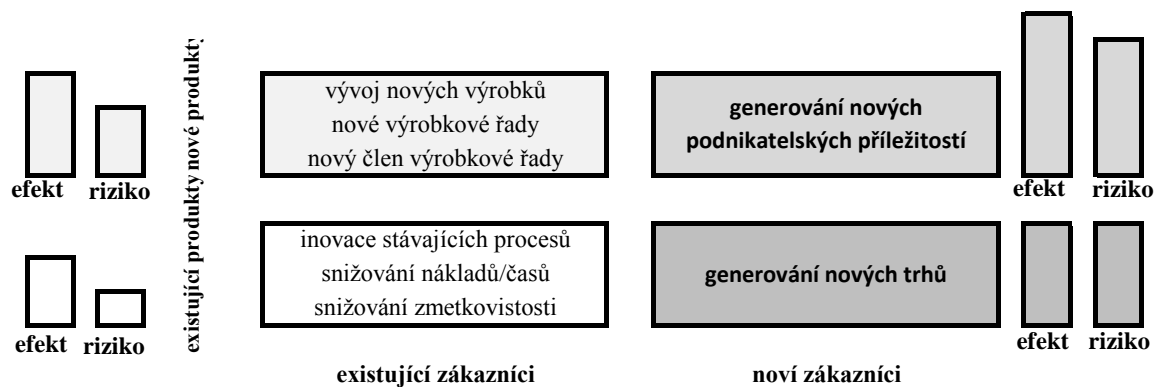 nové produkty
vývoj nových výrobků
nové výrobkové řady
nový člen výrobkové řady
generování nových
podnikatelských příležitostí
efekt
riziko
efekt
riziko
existující produkty
inovace stávajících procesů
snižování nákladů/časů
snižování zmetkovistosti
generování nových trhů
efekt
riziko
efekt
riziko
existující zákazníci
noví zákazníci